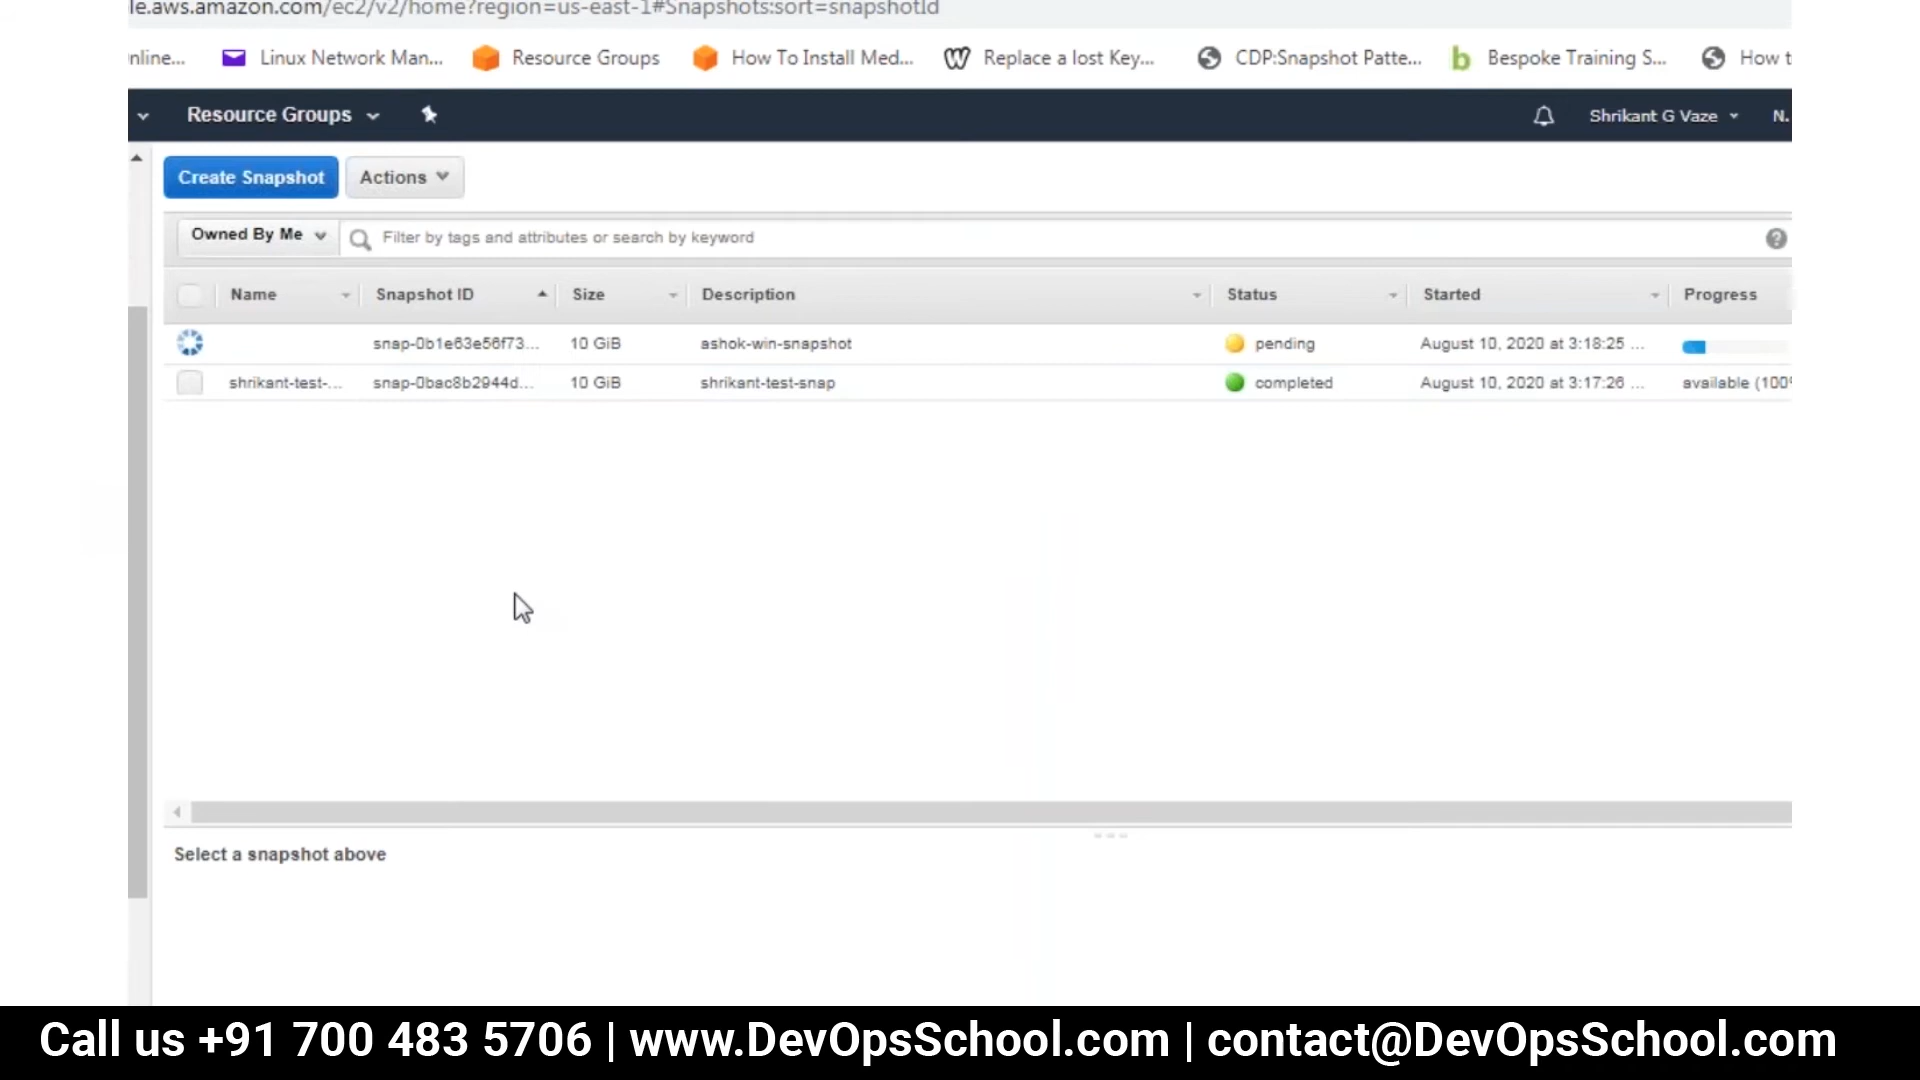 le.aws.amazon.com/ec2/v2/home?region=us-east-1#Snapshots:sort=snapshotId
nline... Linux Network Man... Resource Groups How To Install Med... Replace a lost Key... CDP:Snapshot Patte... Bespoke Training S... How t
Resource Groups Shrikant G Vaze N.
Create Snapshot Actions
Owned By Me Filter by tags and attributes or search by keyword
Name Snapshot ID Size Description Status Started Progress
snap-0b1e63e56f73... 10 GiB ashok-win-snapshot pending August 10, 2020 at 3:18:25 ...
shrikant-test-... snap-0bac8b2944d... 10 GiB shrikant-test-snap completed August 10, 2020 at 3:17:26 ... available (100%
Select a snapshot above
Call us +91 700 483 5706 | www.DevOpsSchool.com | contact@DevOpsSchool.com